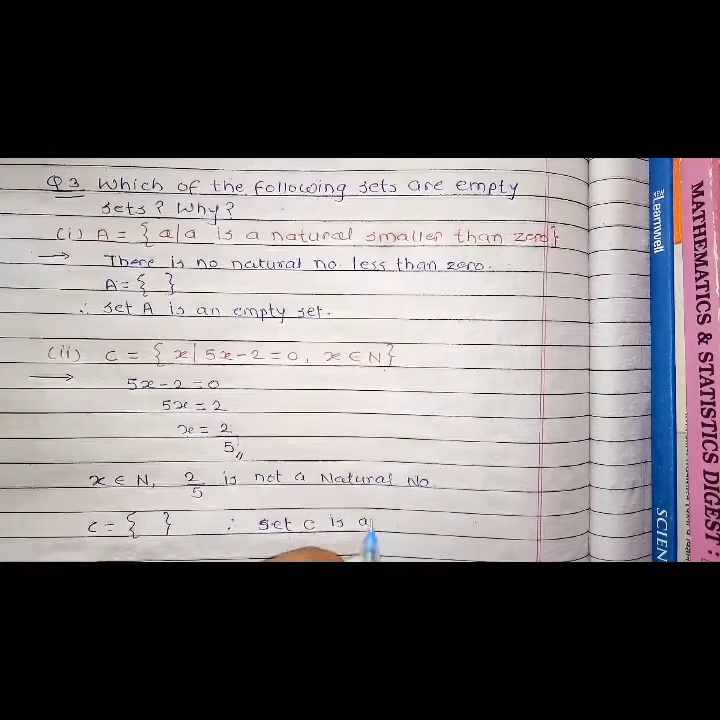 Q 3 Which of the following sets are empty
sets? Why?
(i) A = { a | a is a natural smaller than zero}
→ There is no natural no. less than zero.
A = { }
∴ set A is an empty set.
(ii) C = { x | 5x - 2 = 0, x ∈ N}
→ 5x - 2 = 0
5x = 2
x = 2/5
x ∈ N, 2/5 is not a Natural No.
C = { } ∴ set C is a
Learnwell
SCIEN
MATHEMATICS & STATISTICS DIGEST :